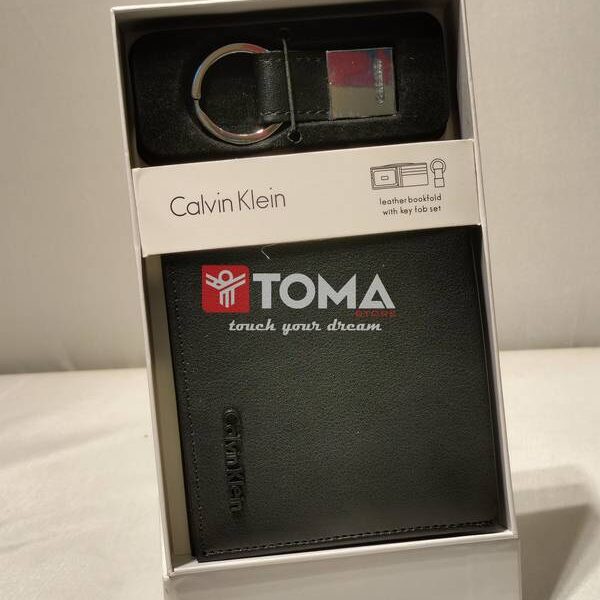 Calvin Klein
leather bookfold
with key fob set
TOMA
STORE
touch your dream
Calvin Klein